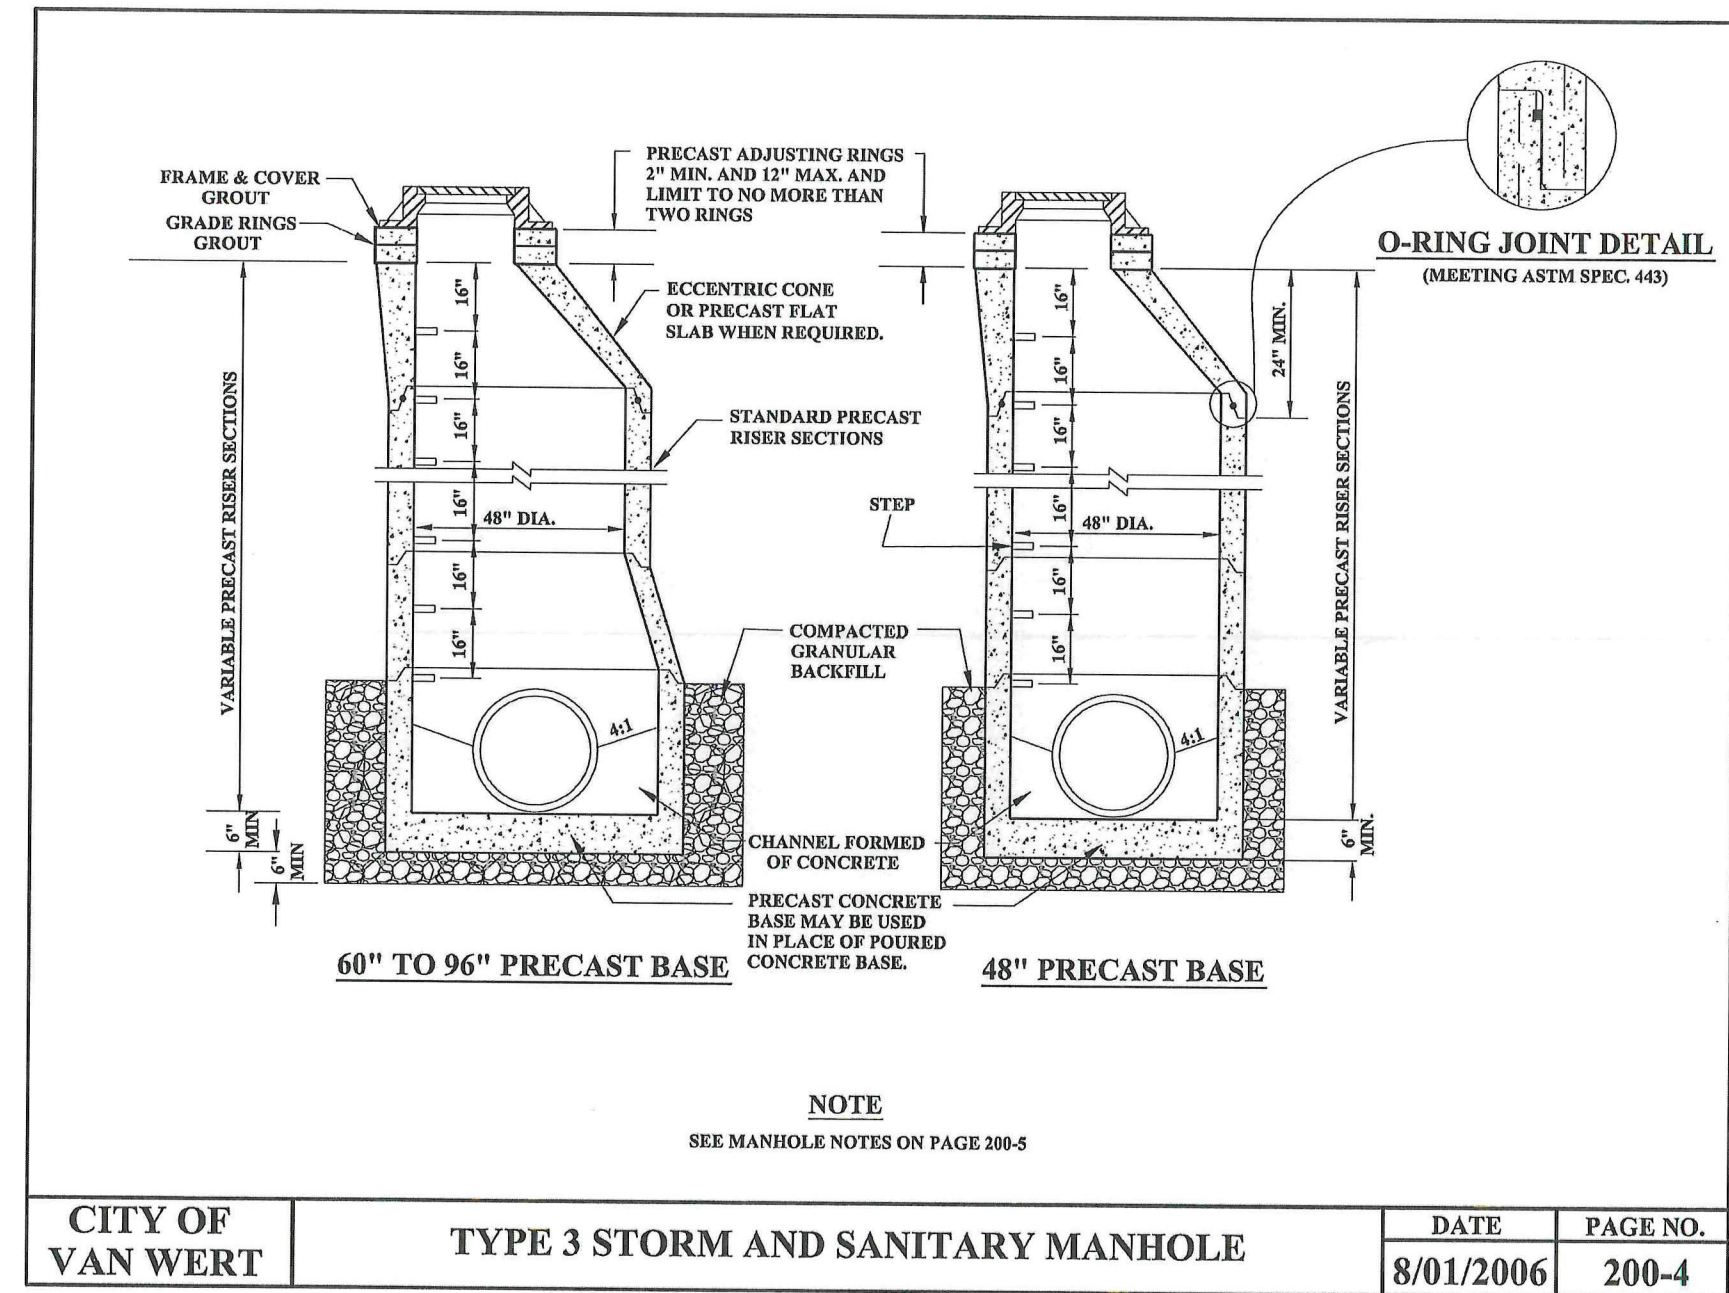 FRAME & COVER
GROUT
GRADE RINGS
GROUT
PRECAST ADJUSTING RINGS
2" MIN. AND 12" MAX. AND
LIMIT TO NO MORE THAN
TWO RINGS
O-RING JOINT DETAIL
(MEETING ASTM SPEC. 443)
ECCENTRIC CONE
OR PRECAST FLAT
SLAB WHEN REQUIRED.
STANDARD PRECAST
RISER SECTIONS
VARIABLE PRECAST RISER SECTIONS
16"
16"
16"
16"
16"
16"
48" DIA.
4:1
6"
MIN
6"
MIN
STEP
COMPACTED
GRANULAR
BACKFILL
CHANNEL FORMED
OF CONCRETE
PRECAST CONCRETE
BASE MAY BE USED
IN PLACE OF POURED
CONCRETE BASE.
16"
16"
16"
16"
16"
16"
48" DIA.
4:1
24" MIN.
VARIABLE PRECAST RISER SECTIONS
6"
MIN.
60" TO 96" PRECAST BASE
48" PRECAST BASE
NOTE
SEE MANHOLE NOTES ON PAGE 200-5
CITY OF
VAN WERT
TYPE 3 STORM AND SANITARY MANHOLE
DATE
8/01/2006
PAGE NO.
200-4